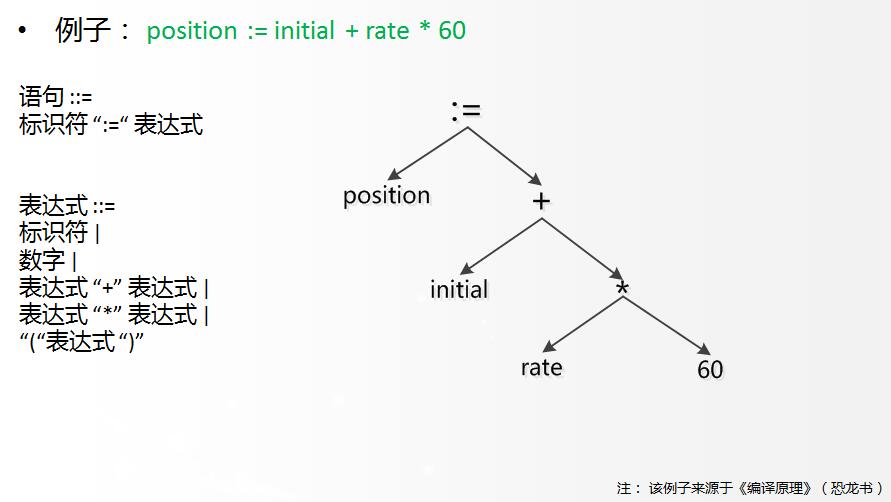 • 例子： position := initial + rate * 60
语句 ::=
标识符 “:=“ 表达式
表达式 ::=
标识符 |
数字 |
表达式 “+” 表达式 |
表达式 “*” 表达式 |
“(“表达式 “)”
:=
position
+
initial
*
rate
60
注： 该例子来源于《编译原理》（ 恐龙书 ）